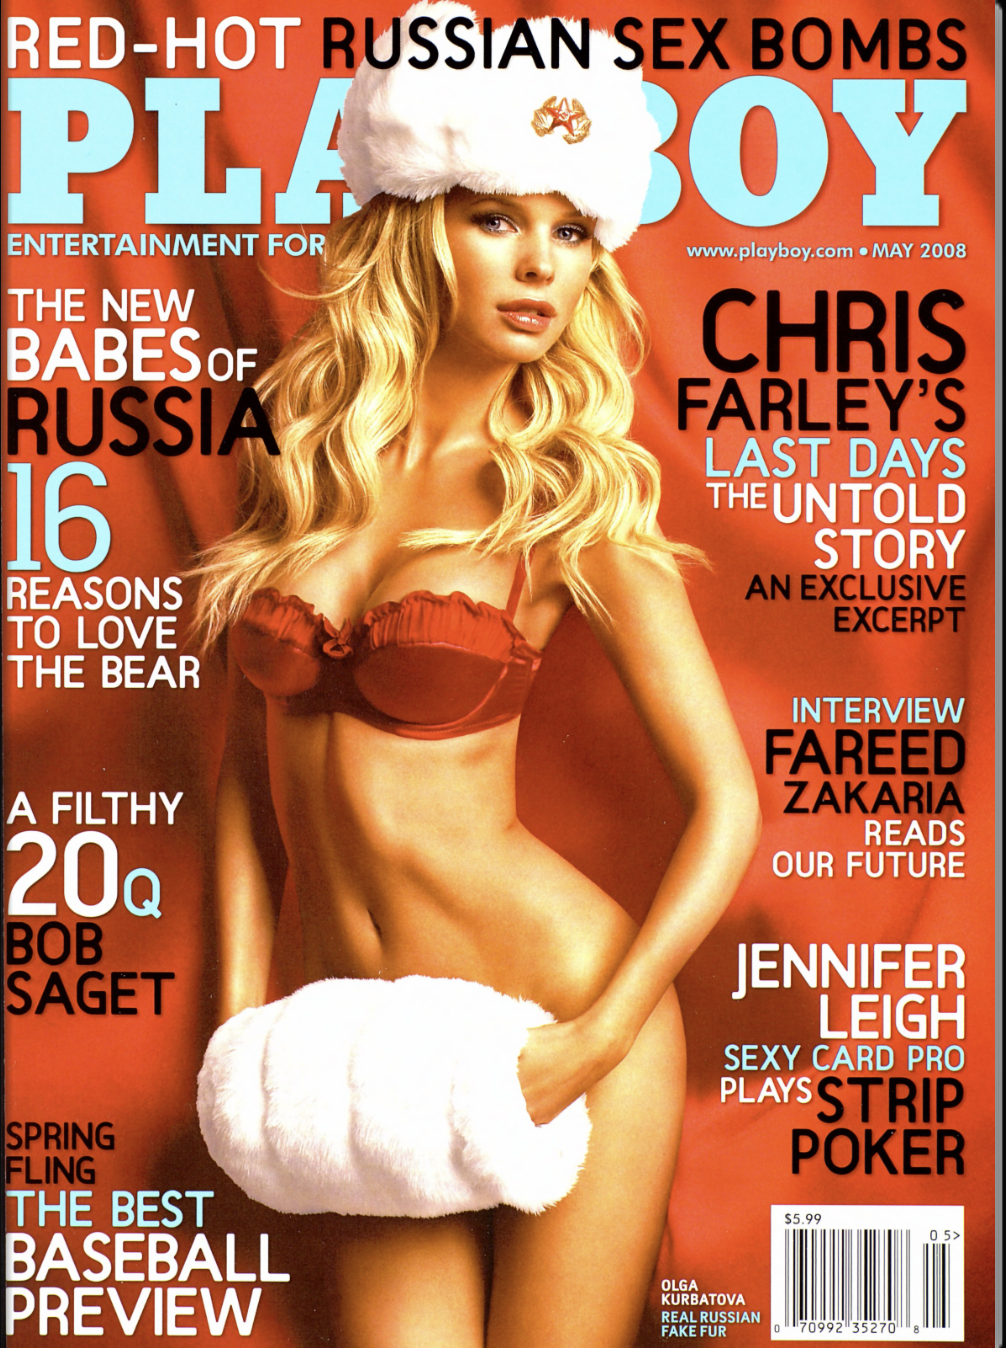 RED-HOT RUSSIAN SEX BOMBS
PLAYBOY
ENTERTAINMENT FOR
www.playboy.com • MAY 2008
THE NEW
BABES OF
RUSSIA
16
REASONS
TO LOVE
THE BEAR
A FILTHY
20Q
BOB
SAGET
SPRING
FLING
THE BEST
BASEBALL
PREVIEW
CHRIS
FARLEY'S
LAST DAYS
THE UNTOLD
STORY
AN EXCLUSIVE
EXCERPT
INTERVIEW
FAREED
ZAKARIA
READS
OUR FUTURE
JENNIFER
LEIGH
SEXY CARD PRO
PLAYS STRIP
POKER
OLGA
KURBATOVA
REAL RUSSIAN
FAKE FUR
$5.99
0 5>
0 70992 35270 8